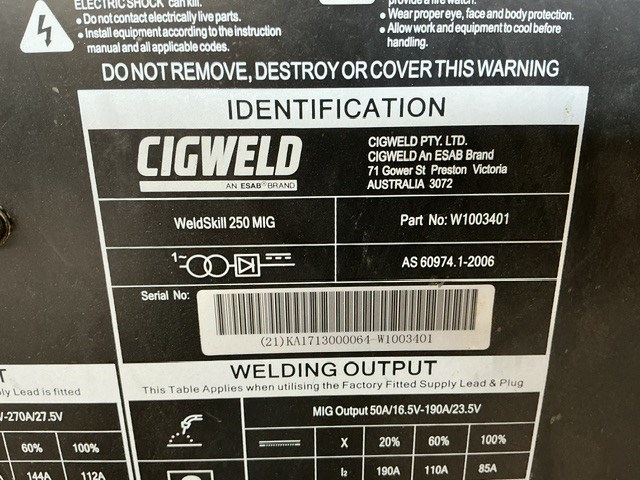 ELECTRIC SHOCK can kill.
• Do not contact electrically live parts.
• Install equipment according to the instruction
manual and all applicable codes.
provide a fire watch.
• Wear proper eye, face and body protection.
• Allow work and equipment to cool before
handling.
DO NOT REMOVE, DESTROY OR COVER THIS WARNING
IDENTIFICATION
CIGWELD
AN ESAB® BRAND
CIGWELD PTY. LTD.
CIGWELD An ESAB Brand
71 Gower St Preston Victoria
AUSTRALIA 3072
WeldSkill 250 MIG
Part No: W1003401
1~
AS 60974.1-2006
Serial No:
(21)KA1713000064-W1003401
WELDING OUTPUT
This Table Applies when utilising the Factory Fitted Supply Lead & Plug
MIG Output 50A/16.5V-190A/23.5V
X 20% 60% 100%
I₂ 190A 110A 85A
T
ly Lead is fitted
-270A/27.5V
60% 100%
144A 112A